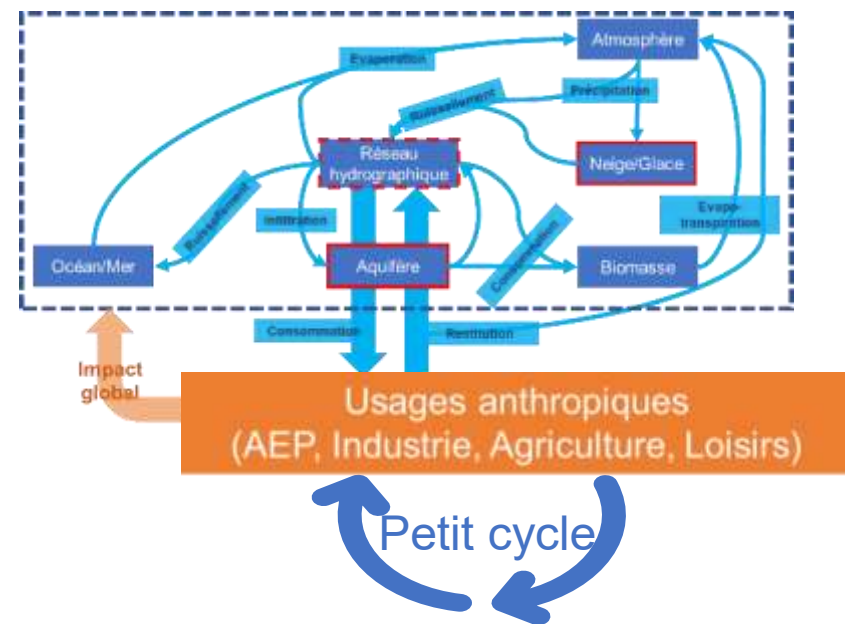 Atmosphère
Evaporation
Précipitation
Ruissellement
Réseau
hydrographique
Neige/Glace
Evapo-
transpiration
Infiltration
Ruissellement
Consommation
Océan/Mer
Aquifère
Biomasse
Consommation
Restitution
Impact
global
Usages anthropiques
(AEP, Industrie, Agriculture, Loisirs)
Petit cycle